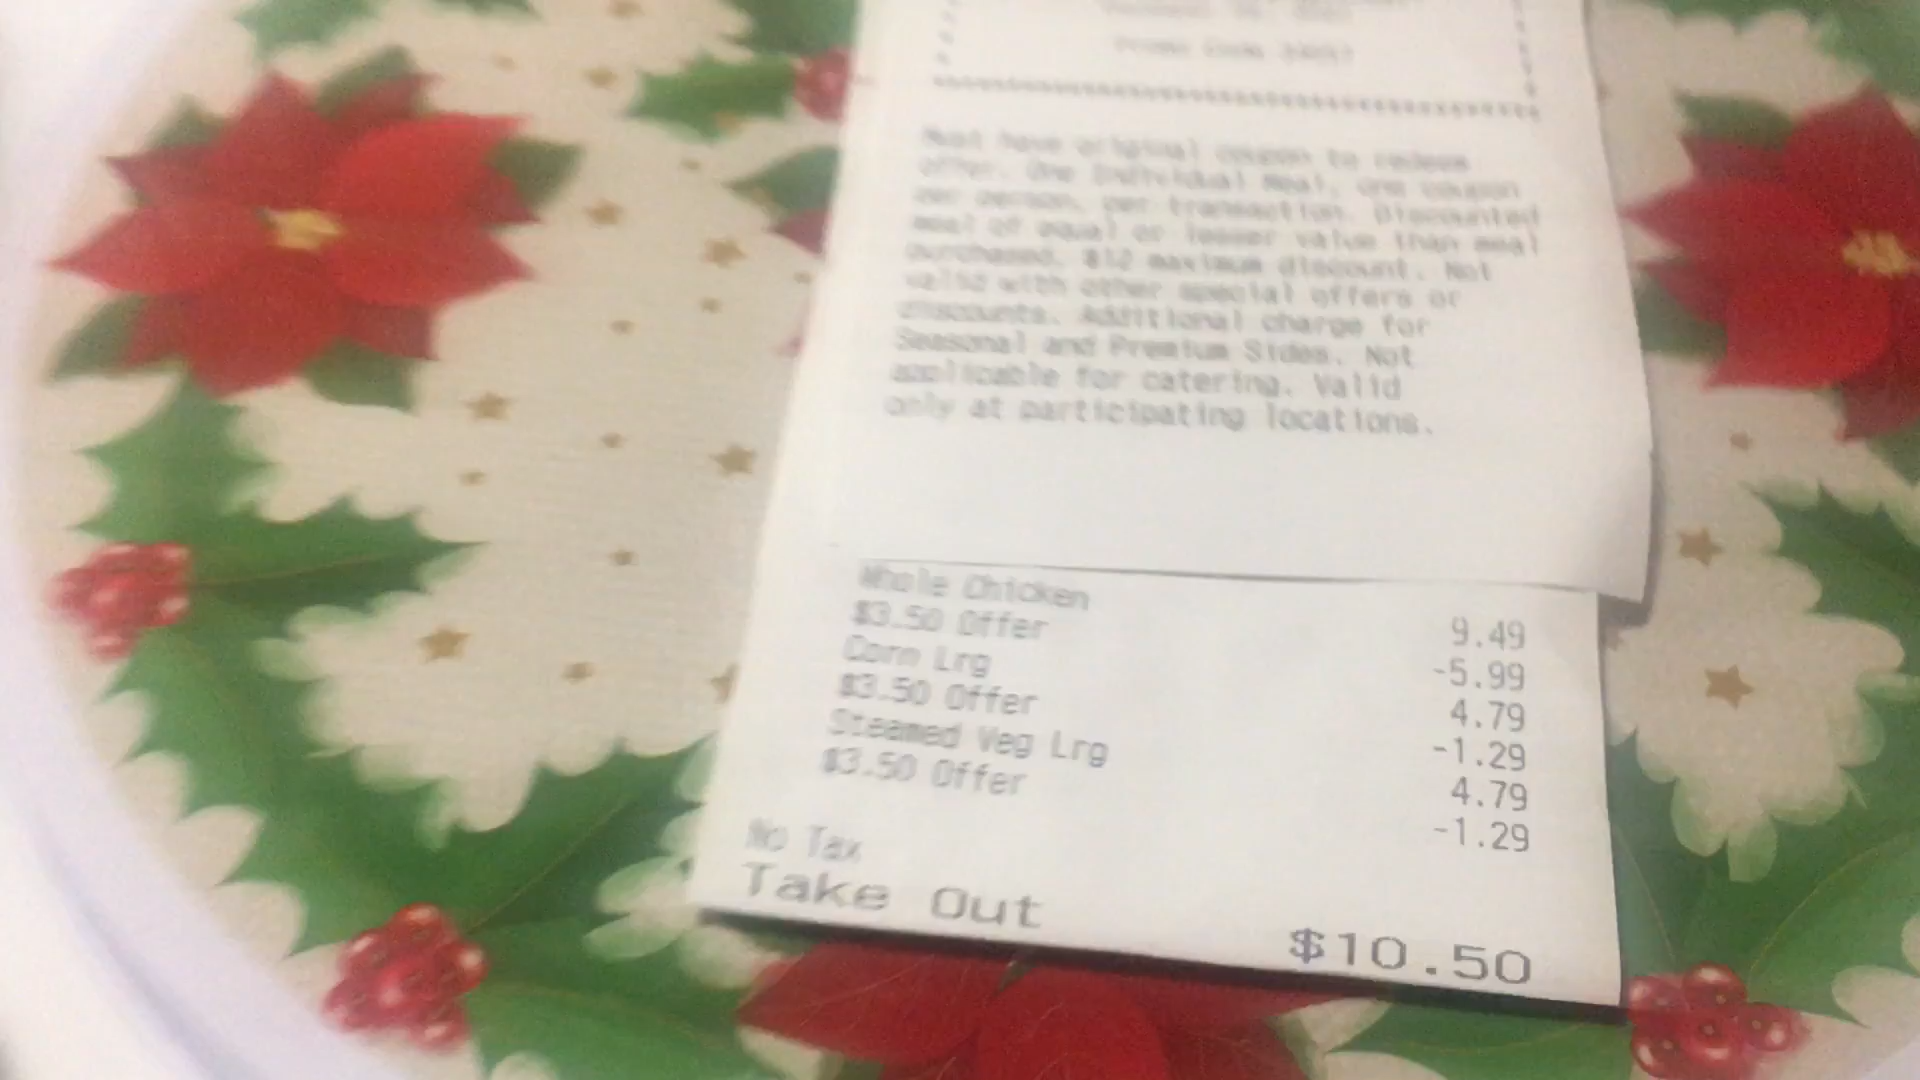 Promo Code
Must have original coupon to redeem
offer. One Individual Meal, one coupon
per person, per transaction. Discounted
meal of equal or lesser value than meal
purchased. $12 maximum discount. Not
valid with other special offers or
discounts. Additional charge for
Seasonal and Premium Sides. Not
applicable for catering. Valid
only at participating locations.
Whole Chicken 9.49
$3.50 Offer -5.99
Corn Lrg 4.79
$3.50 Offer -1.29
Steamed Veg Lrg 4.79
$3.50 Offer -1.29
No Tax
Take Out $10.50